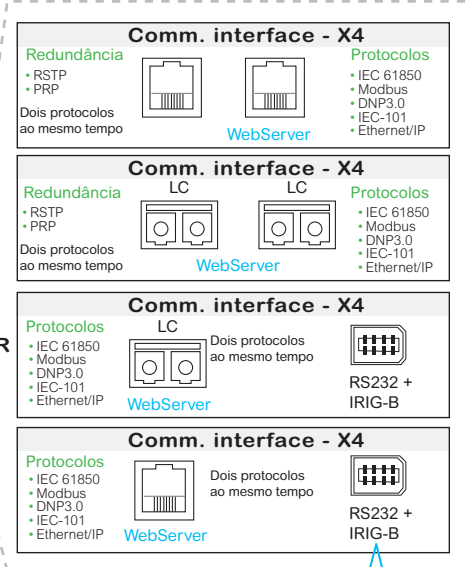 Comm. interface - X4
Redundância
• RSTP
• PRP
Dois protocolos
ao mesmo tempo
WebServer
Protocolos
• IEC 61850
• Modbus
• DNP3.0
• IEC-101
• Ethernet/IP
Comm. interface - X4
Redundância
• RSTP
• PRP
Dois protocolos
ao mesmo tempo
LC
LC
WebServer
Protocolos
• IEC 61850
• Modbus
• DNP3.0
• IEC-101
• Ethernet/IP
R
Comm. interface - X4
Protocolos
• IEC 61850
• Modbus
• DNP3.0
• IEC-101
• Ethernet/IP
LC
WebServer
Dois protocolos
ao mesmo tempo
RS232 +
IRIG-B
Comm. interface - X4
Protocolos
• IEC 61850
• Modbus
• DNP3.0
• IEC-101
• Ethernet/IP
WebServer
Dois protocolos
ao mesmo tempo
RS232 +
IRIG-B